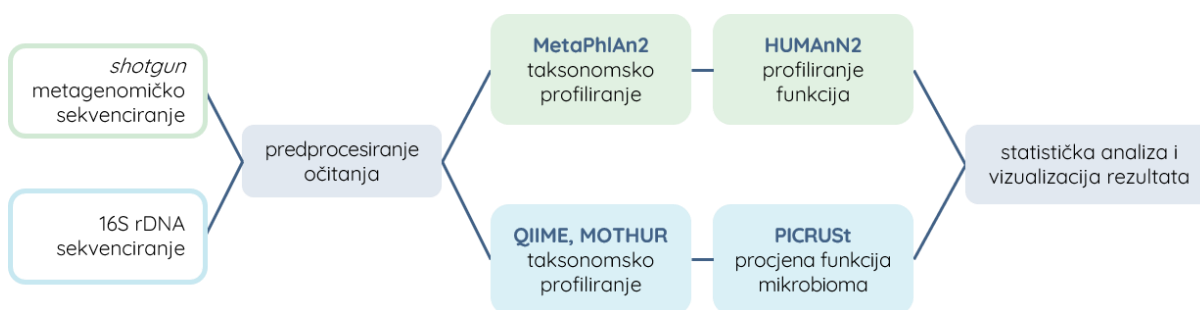 shotgun
metagenomičko
sekvenciranje
16S rDNA
sekvenciranje
predprocesiranje
očitanja
MetaPhlAn2
taksonomsko
profiliranje
HUMAnN2
profiliranje
funkcija
QIIME, MOTHUR
taksonomsko
profiliranje
PICRUSt
procjena funkcija
mikrobioma
statistička analiza i
vizualizacija rezultata